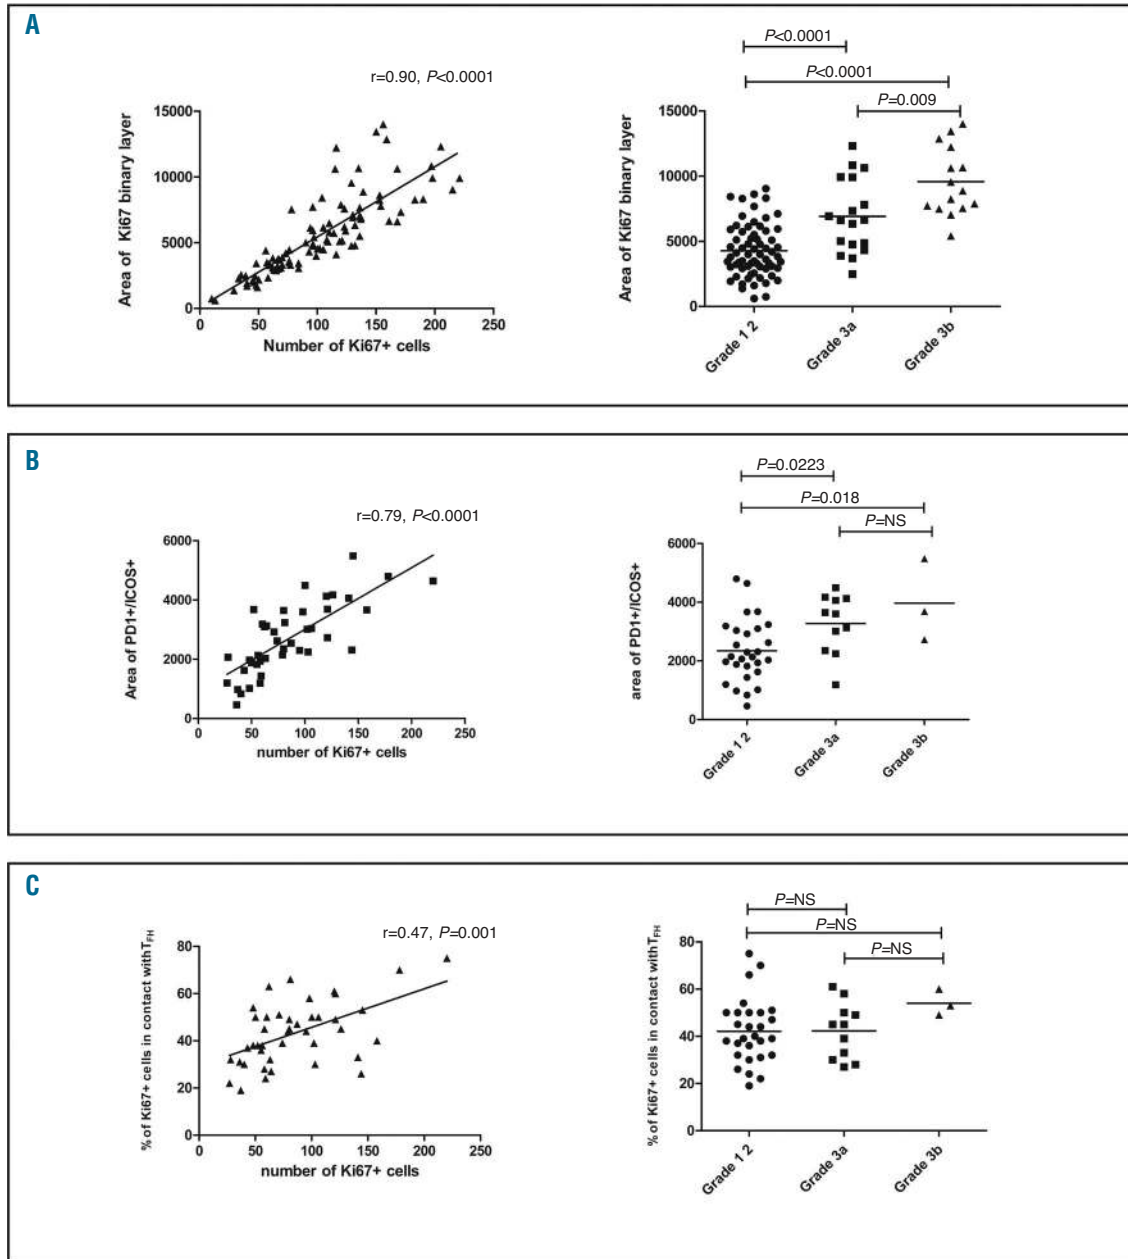 A
r=0.90, P<0.0001
Area of Ki67 binary layer
15000
10000
5000
0
0 50 100 150 200 250
Number of Ki67+ cells
P<0.0001
P<0.0001
P=0.009
Area of Ki67 binary layer
15000
10000
5000
0
Grade 1 2
Grade 3a
Grade 3b
B
r=0.79, P<0.0001
Area of PD1+/ICOS+
6000
4000
2000
0
0 50 100 150 200 250
number of Ki67+ cells
P=0.0223
P=0.018
P=NS
area of PD1+/ICOS+
6000
4000
2000
0
Grade 1 2
Grade 3a
Grade 3b
C
r=0.47, P=0.001
% of Ki67+ cells in contact withTFH
80
60
40
20
0
0 50 100 150 200 250
number of Ki67+ cells
P=NS
P=NS
P=NS
% of Ki67+ cells in contact withTFH
80
60
40
20
0
Grade 1 2
Grade 3a
Grade 3b